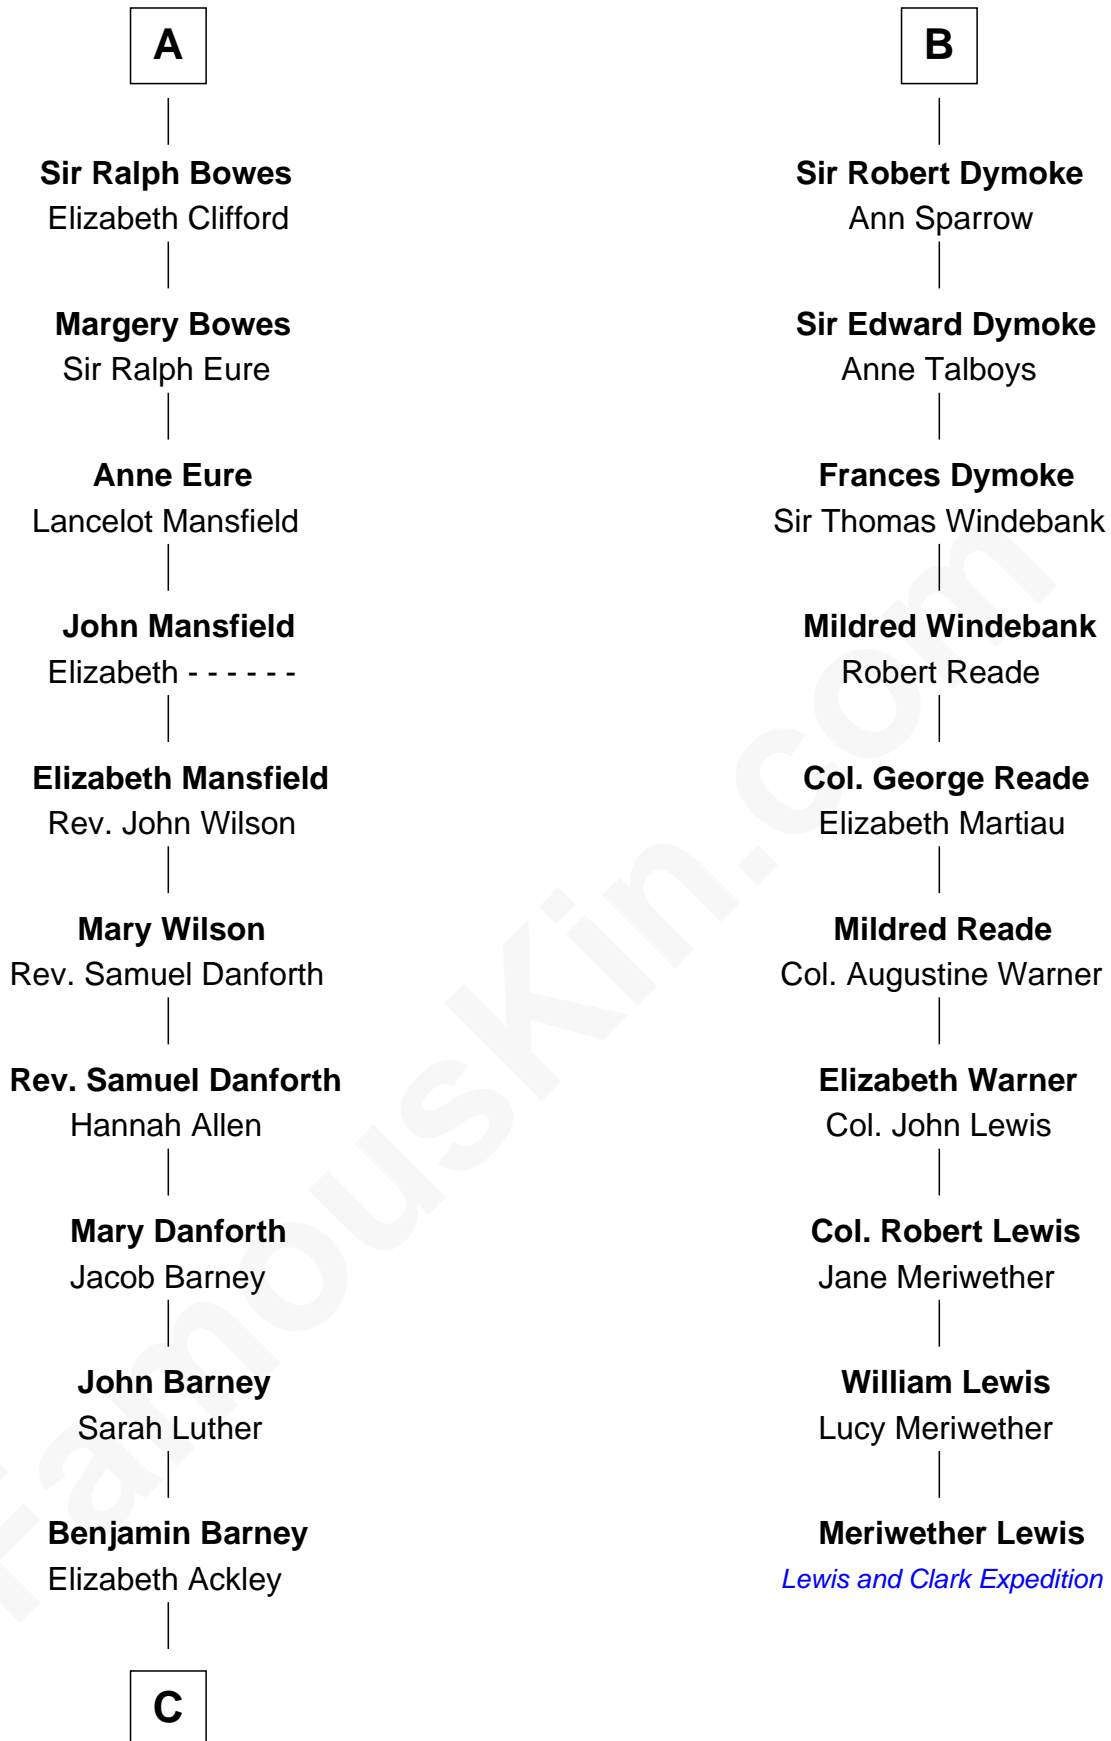 A
Sir Ralph Bowes
Elizabeth Clifford
Margery Bowes
Sir Ralph Eure
Anne Eure
Lancelot Mansfield
John Mansfield
Elizabeth - - - - - -
Elizabeth Mansfield
Rev. John Wilson
Mary Wilson
Rev. Samuel Danforth
Rev. Samuel Danforth
Hannah Allen
Mary Danforth
Jacob Barney
John Barney
Sarah Luther
Benjamin Barney
Elizabeth Ackley
C
B
Sir Robert Dymoke
Ann Sparrow
Sir Edward Dymoke
Anne Talboys
Frances Dymoke
Sir Thomas Windebank
Mildred Windebank
Robert Reade
Col. George Reade
Elizabeth Martiau
Mildred Reade
Col. Augustine Warner
Elizabeth Warner
Col. John Lewis
Col. Robert Lewis
Jane Meriwether
William Lewis
Lucy Meriwether
Meriwether Lewis
Lewis and Clark Expedition
FamousKin.com